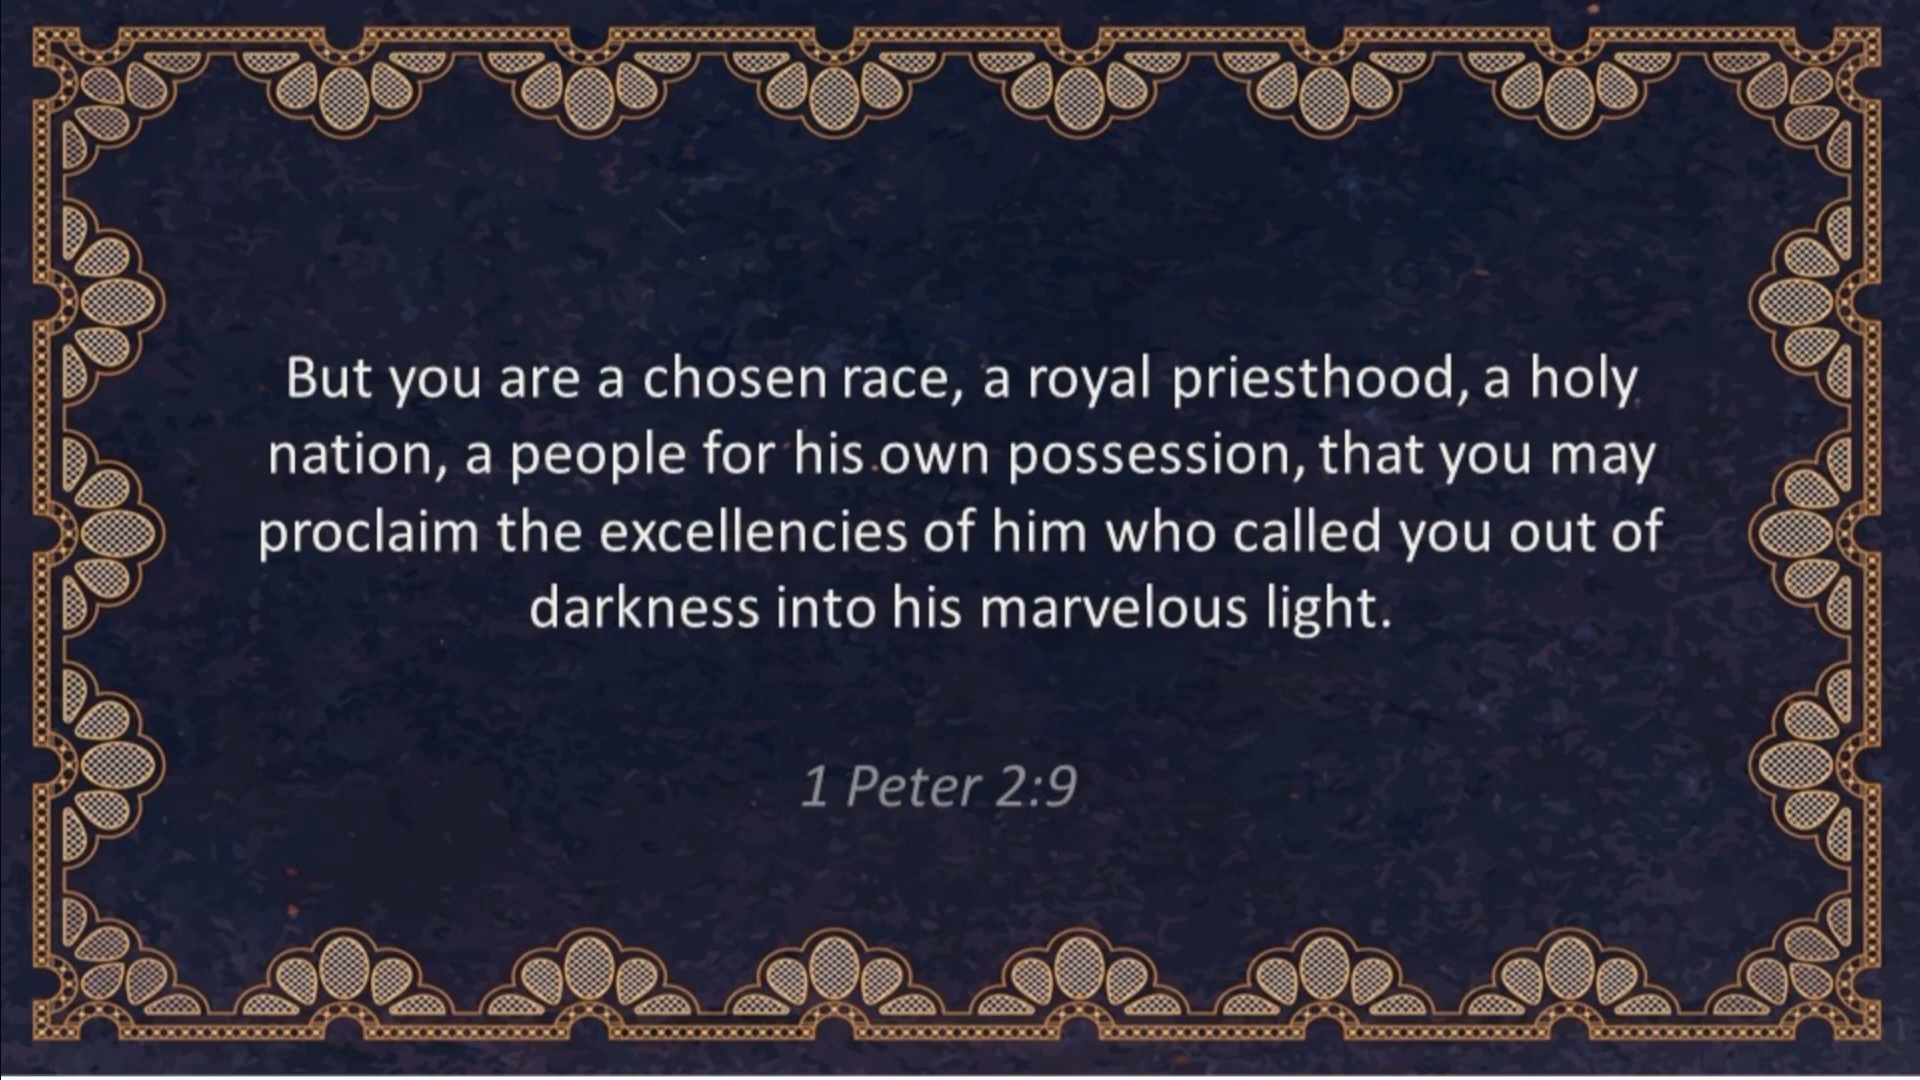 But you are a chosen race, a royal priesthood, a holy
nation, a people for his own possession, that you may
proclaim the excellencies of him who called you out of
darkness into his marvelous light.
1 Peter 2:9